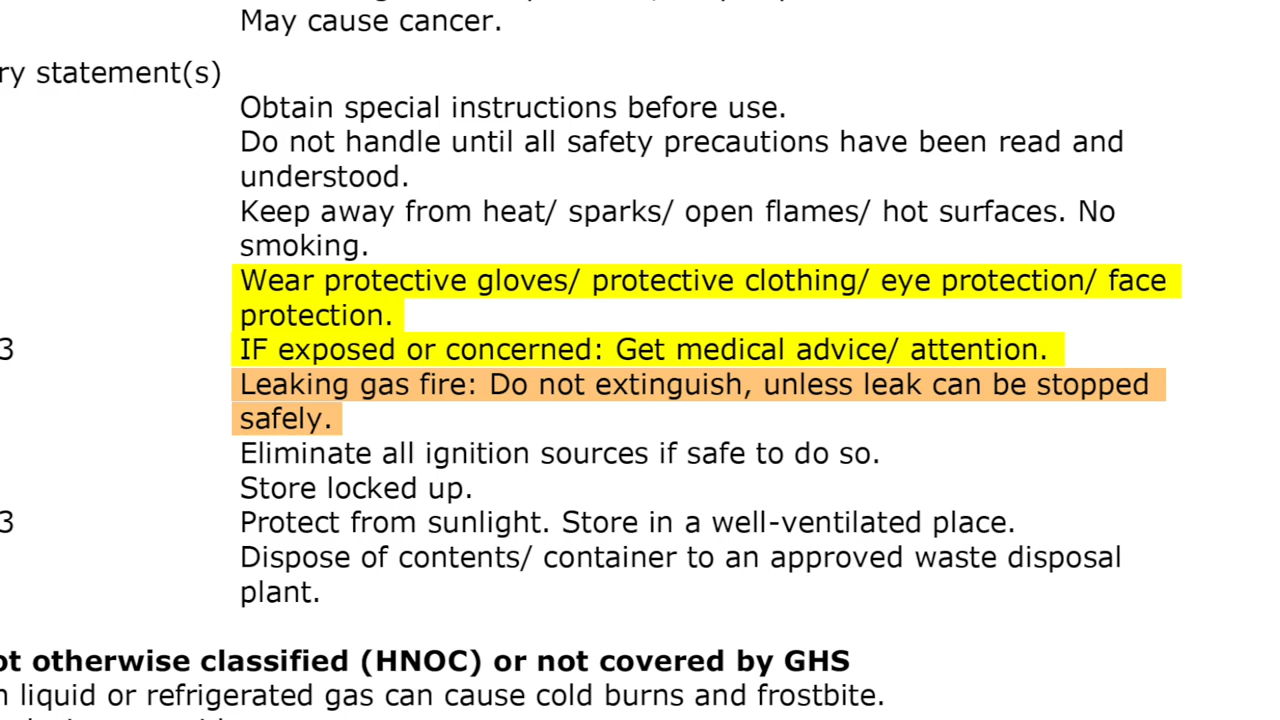 May cause cancer.
ry statement(s)
Obtain special instructions before use.
Do not handle until all safety precautions have been read and
understood.
Keep away from heat/ sparks/ open flames/ hot surfaces. No
smoking.
Wear protective gloves/ protective clothing/ eye protection/ face
protection.
3 IF exposed or concerned: Get medical advice/ attention.
Leaking gas fire: Do not extinguish, unless leak can be stopped
safely.
Eliminate all ignition sources if safe to do so.
Store locked up.
3 Protect from sunlight. Store in a well-ventilated place.
Dispose of contents/ container to an approved waste disposal
plant.
ot otherwise classified (HNOC) or not covered by GHS
liquid or refrigerated gas can cause cold burns and frostbite.